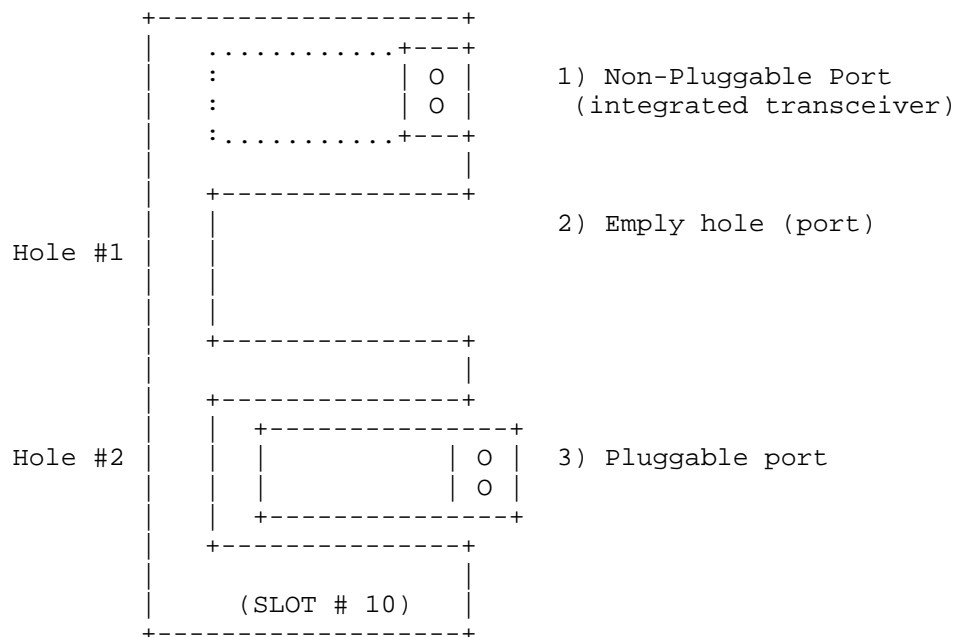 O 1) Non-Pluggable Port
O (integrated transceiver)
2) Emply hole (port)
Hole #1
Hole #2 O 3) Pluggable port
O
(SLOT # 10)